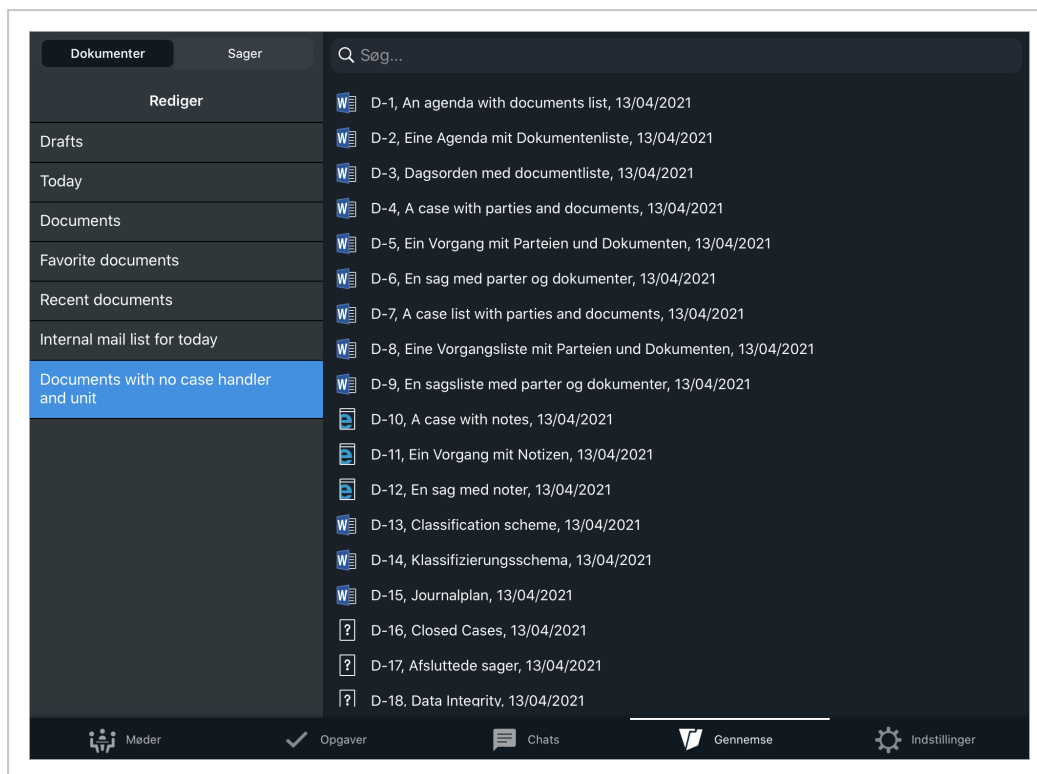 Dokumenter
Sager
Rediger
Drafts
Today
Documents
Favorite documents
Recent documents
Internal mail list for today
Documents with no case handler
and unit
Søg...
D-1, An agenda with documents list, 13/04/2021
D-2, Eine Agenda mit Dokumentenliste, 13/04/2021
D-3, Dagsorden med documentliste, 13/04/2021
D-4, A case with parties and documents, 13/04/2021
D-5, Ein Vorgang mit Parteien und Dokumenten, 13/04/2021
D-6, En sag med parter og dokumenter, 13/04/2021
D-7, A case list with parties and documents, 13/04/2021
D-8, Eine Vorgangsliste mit Parteien und Dokumenten, 13/04/2021
D-9, En sagsliste med parter og dokumenter, 13/04/2021
D-10, A case with notes, 13/04/2021
D-11, Ein Vorgang mit Notizen, 13/04/2021
D-12, En sag med noter, 13/04/2021
D-13, Classification scheme, 13/04/2021
D-14, Klassifizierungsschema, 13/04/2021
D-15, Journalplan, 13/04/2021
D-16, Closed Cases, 13/04/2021
D-17, Afsluttede sager, 13/04/2021
D-18, Data Integrity, 13/04/2021
Møder
Opgaver
Chats
Gennemse
Indstillinger